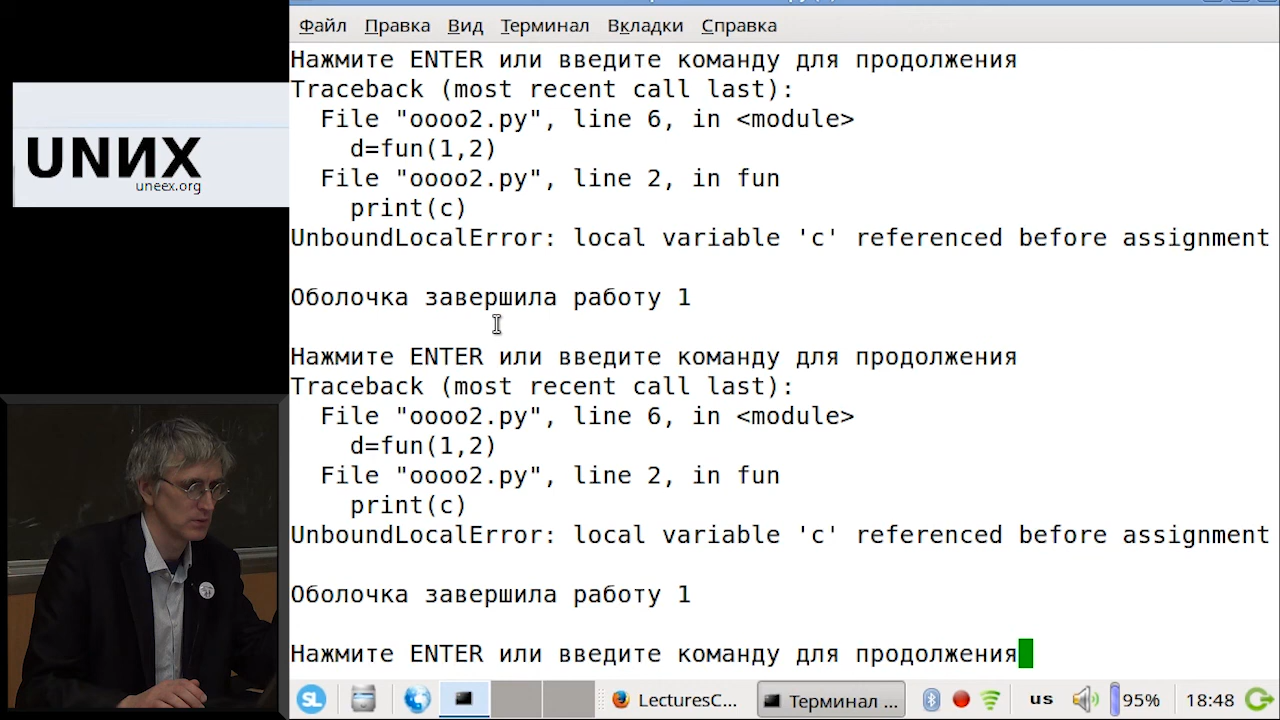 Файл Правка Вид Терминал Вкладки Справка
Нажмите ENTER или введите команду для продолжения
Traceback (most recent call last):
File "oooo2.py", line 6, in <module>
d=fun(1,2)
File "oooo2.py", line 2, in fun
print(c)
UnboundLocalError: local variable 'c' referenced before assignment
Оболочка завершила работу 1
Нажмите ENTER или введите команду для продолжения
Traceback (most recent call last):
File "oooo2.py", line 6, in <module>
d=fun(1,2)
File "oooo2.py", line 2, in fun
print(c)
UnboundLocalError: local variable 'c' referenced before assignment
Оболочка завершила работу 1
Нажмите ENTER или введите команду для продолжения
UNИX
uneex.org
LecturesC... Терминал ... us 95% 18:48